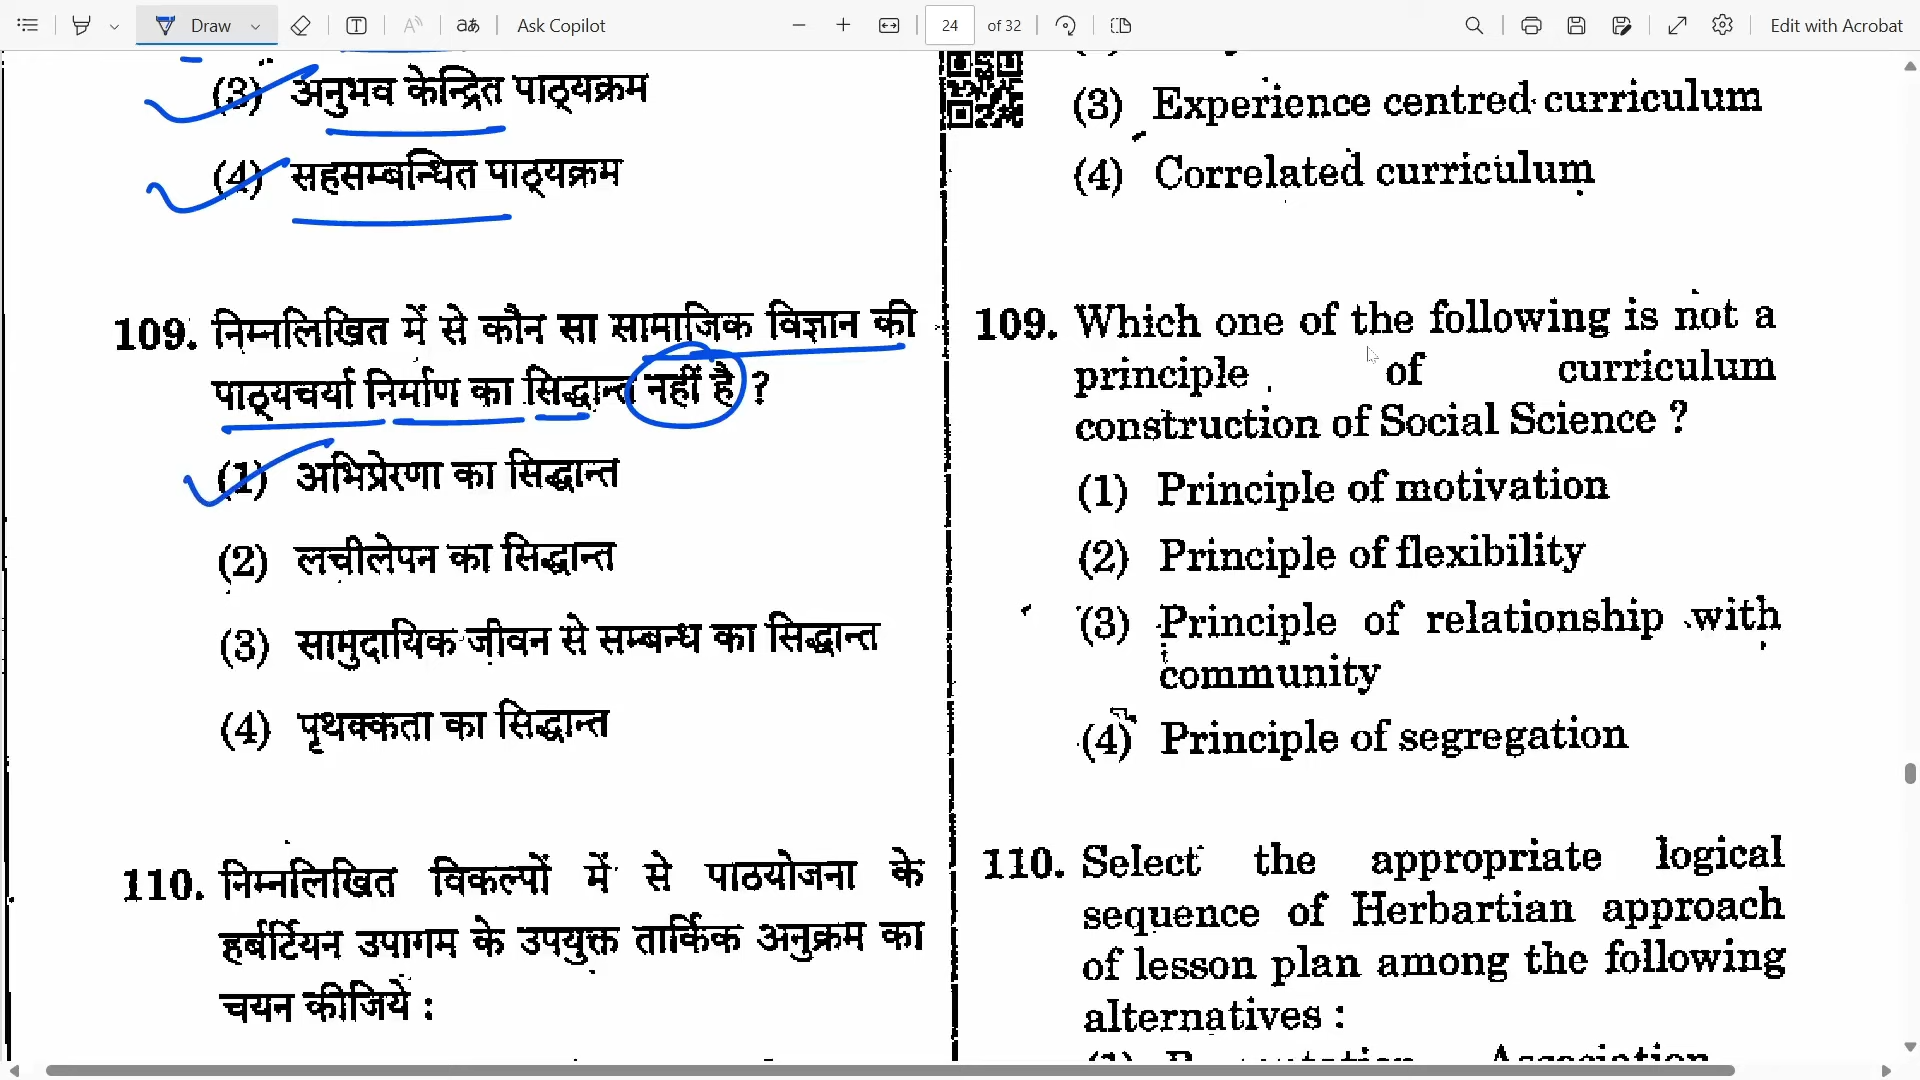 Draw
aあ
Ask Copilot
24 of 32
Edit with Acrobat
(3) अनुभव केन्द्रित पाठ्यक्रम
(4) सहसम्बन्धित पाठ्यक्रम
109. निम्नलिखित में से कौन सा सामाजिक विज्ञान की
पाठ्यचर्या निर्माण का सिद्धान्त नहीं है ?
(1) अभिप्रेरणा का सिद्धान्त
(2) लचीलेपन का सिद्धान्त
(3) सामुदायिक जीवन से सम्बन्ध का सिद्धान्त
(4) पृथक्कता का सिद्धान्त
110. निम्नलिखित विकल्पों में से पाठयोजना के
हर्बर्टियन उपागम के उपयुक्त तार्किक अनुक्रम का
चयन कीजिये :
(3) Experience centred curriculum
(4) Correlated curriculum
109. Which one of the following is not a
principle of curriculum
construction of Social Science ?
(1) Principle of motivation
(2) Principle of flexibility
(3) Principle of relationship with
community
(4) Principle of segregation
110. Select the appropriate logical
sequence of Herbartian approach
of lesson plan among the following
alternatives :